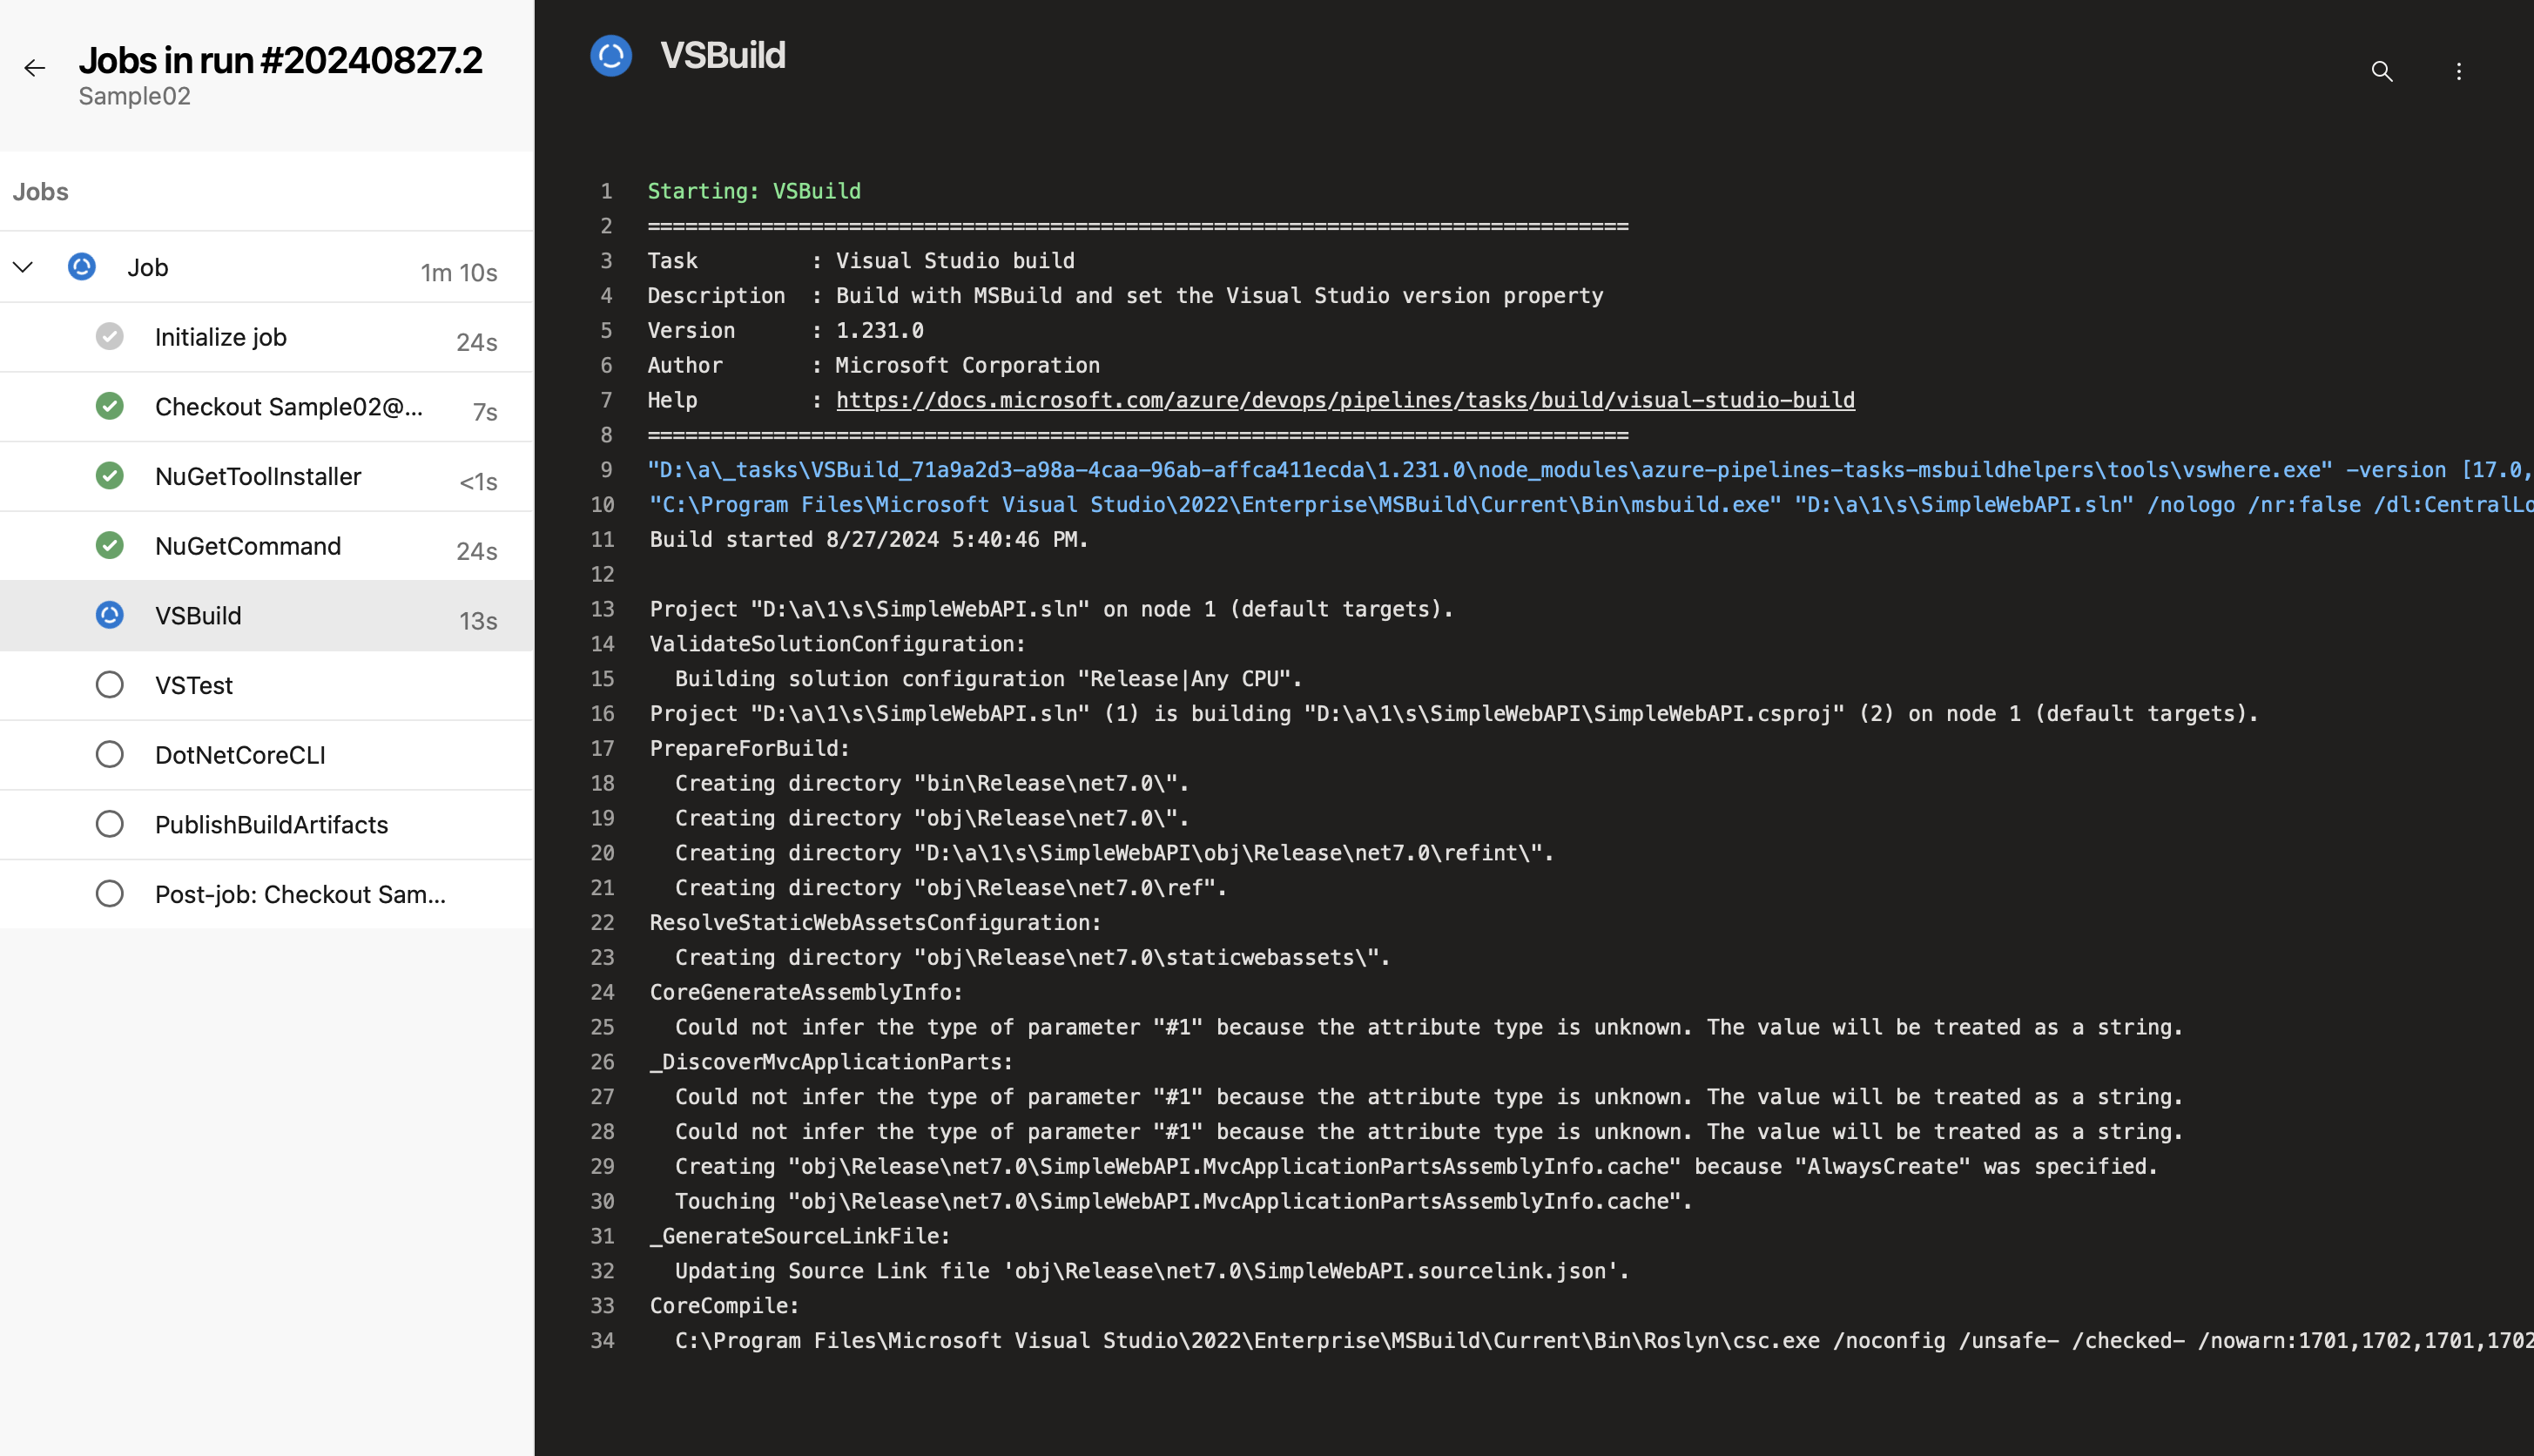 Jobs in run #20240827.2
Sample02
Jobs
Job 1m 10s
Initialize job 24s
Checkout Sample02@... 7s
NuGetToolInstaller <1s
NuGetCommand 24s
VSBuild 13s
VSTest
DotNetCoreCLI
PublishBuildArtifacts
Post-job: Checkout Sam...
VSBuild
1 Starting: VSBuild
2 ==============================================================================
3 Task         : Visual Studio build
4 Description  : Build with MSBuild and set the Visual Studio version property
5 Version      : 1.231.0
6 Author       : Microsoft Corporation
7 Help         : https://docs.microsoft.com/azure/devops/pipelines/tasks/build/visual-studio-build
8 ==============================================================================
9 "D:\a\_tasks\VSBuild_71a9a2d3-a98a-4caa-96ab-affca411ecda\1.231.0\node_modules\azure-pipelines-tasks-msbuildhelpers\tools\vswhere.exe" -version [17.0,
10 "C:\Program Files\Microsoft Visual Studio\2022\Enterprise\MSBuild\Current\Bin\msbuild.exe" "D:\a\1\s\SimpleWebAPI.sln" /nologo /nr:false /dl:CentralLo
11 Build started 8/27/2024 5:40:46 PM.
12
13 Project "D:\a\1\s\SimpleWebAPI.sln" on node 1 (default targets).
14 ValidateSolutionConfiguration:
15   Building solution configuration "Release|Any CPU".
16 Project "D:\a\1\s\SimpleWebAPI.sln" (1) is building "D:\a\1\s\SimpleWebAPI\SimpleWebAPI.csproj" (2) on node 1 (default targets).
17 PrepareForBuild:
18   Creating directory "bin\Release\net7.0\".
19   Creating directory "obj\Release\net7.0\".
20   Creating directory "D:\a\1\s\SimpleWebAPI\obj\Release\net7.0\refint\".
21   Creating directory "obj\Release\net7.0\ref".
22 ResolveStaticWebAssetsConfiguration:
23   Creating directory "obj\Release\net7.0\staticwebassets\".
24 CoreGenerateAssemblyInfo:
25   Could not infer the type of parameter "#1" because the attribute type is unknown. The value will be treated as a string.
26 _DiscoverMvcApplicationParts:
27   Could not infer the type of parameter "#1" because the attribute type is unknown. The value will be treated as a string.
28   Could not infer the type of parameter "#1" because the attribute type is unknown. The value will be treated as a string.
29   Creating "obj\Release\net7.0\SimpleWebAPI.MvcApplicationPartsAssemblyInfo.cache" because "AlwaysCreate" was specified.
30   Touching "obj\Release\net7.0\SimpleWebAPI.MvcApplicationPartsAssemblyInfo.cache".
31 _GenerateSourceLinkFile:
32   Updating Source Link file 'obj\Release\net7.0\SimpleWebAPI.sourcelink.json'.
33 CoreCompile:
34   C:\Program Files\Microsoft Visual Studio\2022\Enterprise\MSBuild\Current\Bin\Roslyn\csc.exe /noconfig /unsafe- /checked- /nowarn:1701,1702,1701,1702